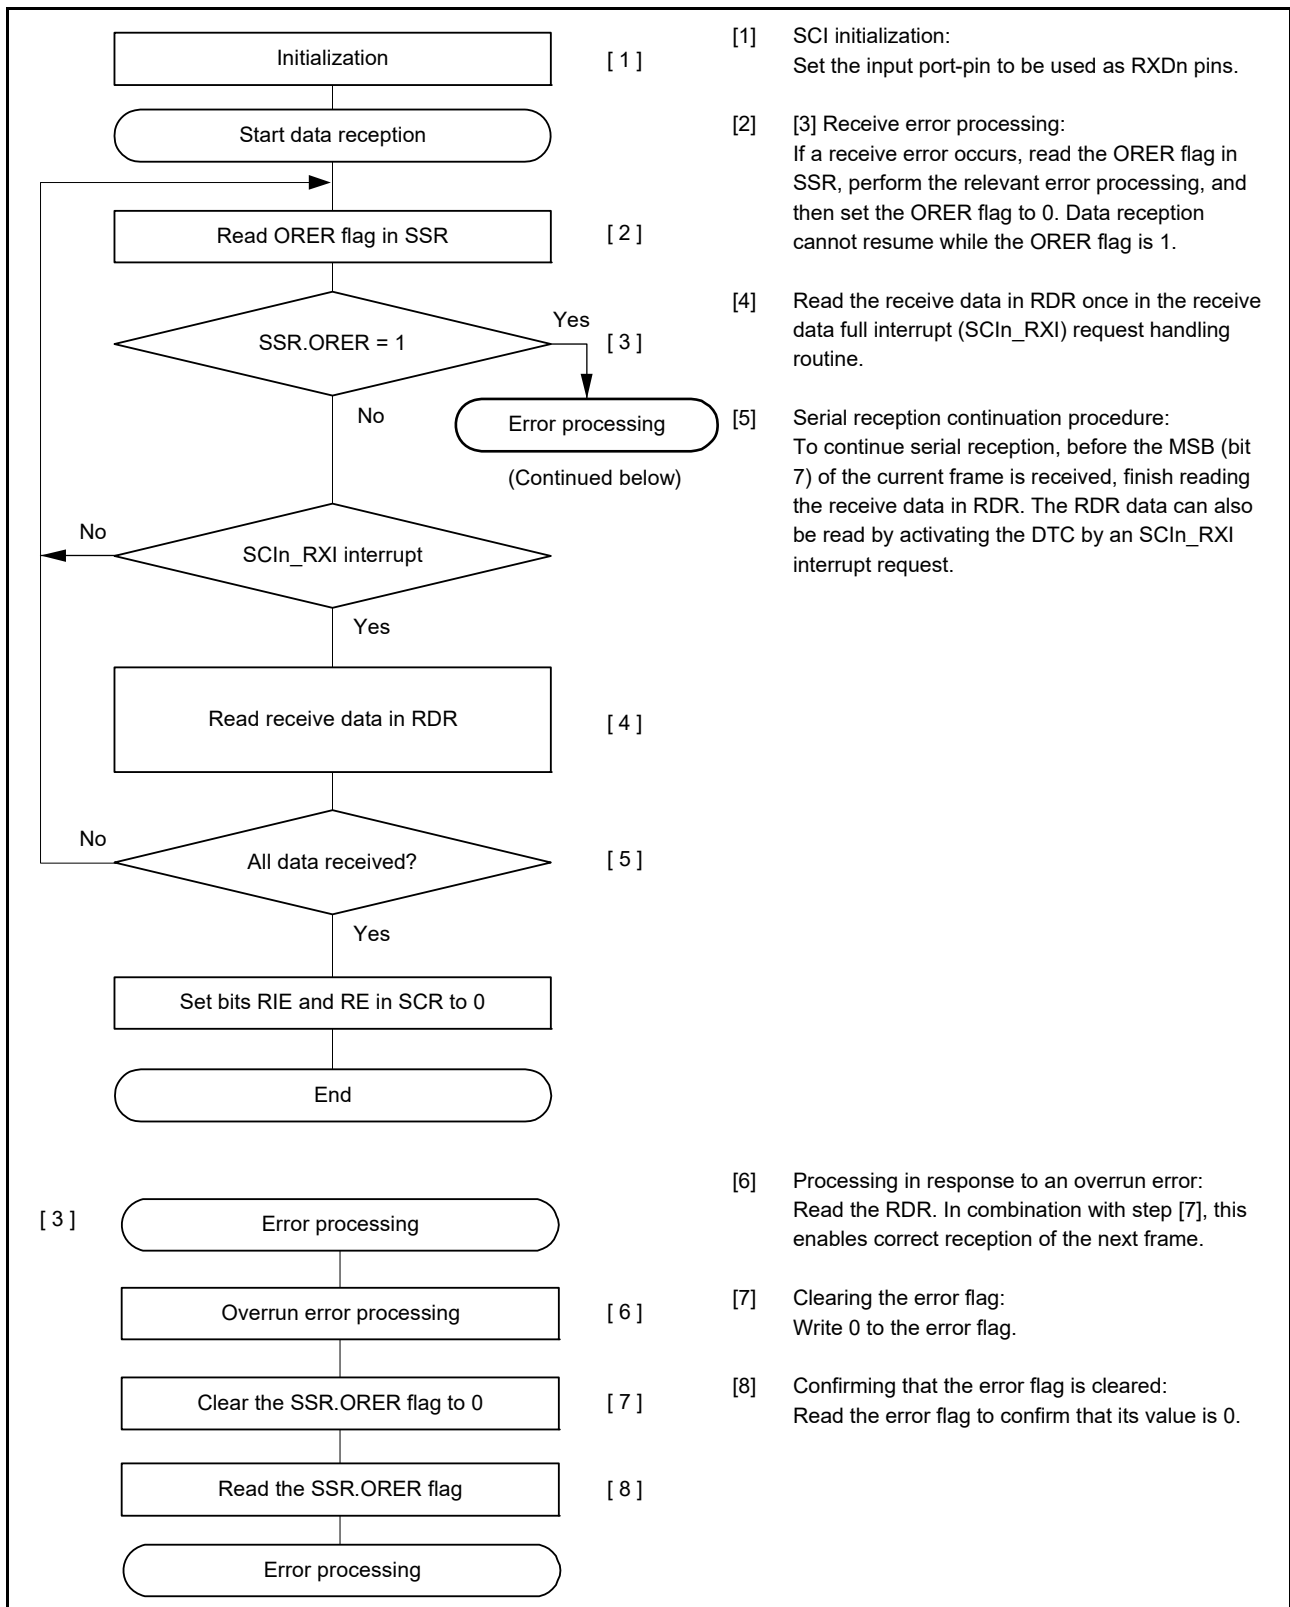 Initialization
[ 1 ]
Start data reception
Read ORER flag in SSR
[ 2 ]
SSR.ORER = 1
Yes
[ 3 ]
No
Error processing
(Continued below)
No
SCIn_RXI interrupt
Yes
Read receive data in RDR
[ 4 ]
No
All data received?
[ 5 ]
Yes
Set bits RIE and RE in SCR to 0
End
[1] SCI initialization:
Set the input port-pin to be used as RXDn pins.
[2] [3] Receive error processing:
If a receive error occurs, read the ORER flag in
SSR, perform the relevant error processing, and
then set the ORER flag to 0. Data reception
cannot resume while the ORER flag is 1.
[4] Read the receive data in RDR once in the receive
data full interrupt (SCIn_RXI) request handling
routine.
[5] Serial reception continuation procedure:
To continue serial reception, before the MSB (bit
7) of the current frame is received, finish reading
the receive data in RDR. The RDR data can also
be read by activating the DTC by an SCIn_RXI
interrupt request.
[ 3 ]
Error processing
Overrun error processing
[ 6 ]
Clear the SSR.ORER flag to 0
[ 7 ]
Read the SSR.ORER flag
[ 8 ]
Error processing
[6] Processing in response to an overrun error:
Read the RDR. In combination with step [7], this
enables correct reception of the next frame.
[7] Clearing the error flag:
Write 0 to the error flag.
[8] Confirming that the error flag is cleared:
Read the error flag to confirm that its value is 0.